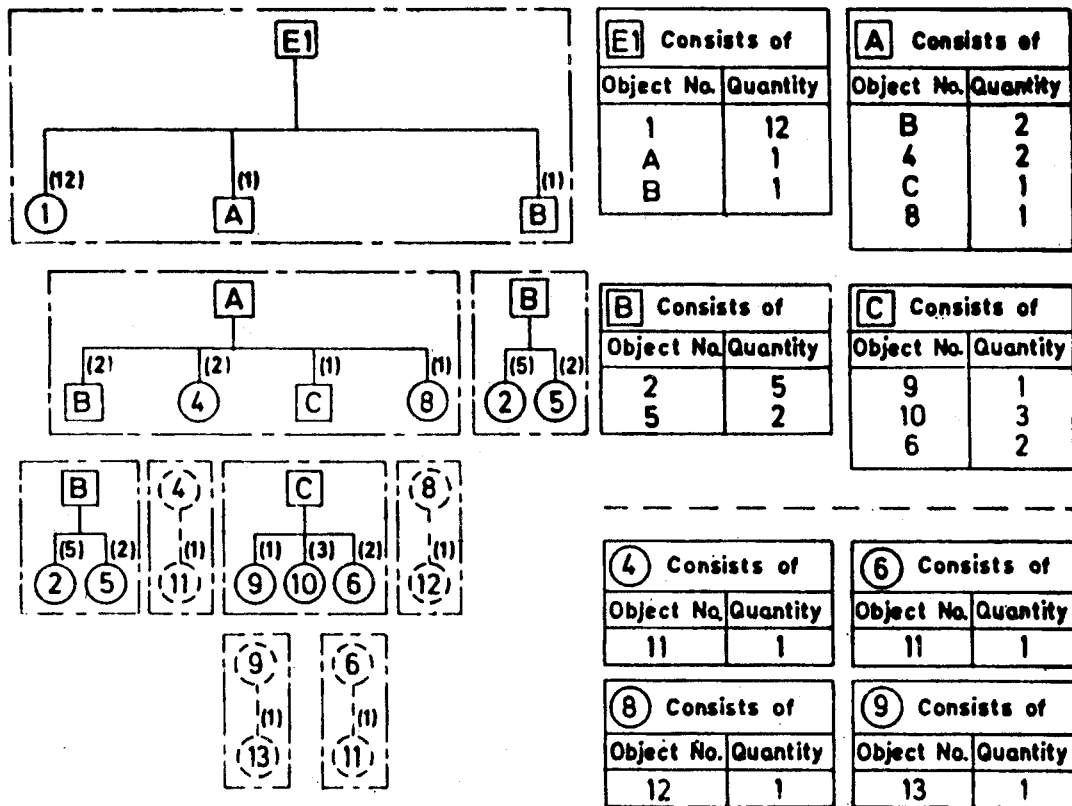 E1
(12) (1) (1)
1 A B
A
(2) (2) (1) (1)
B 4 C 8
B
(5) (2)
2 5
B
(5) (2)
2 5
4
(1)
11
C
(1) (3) (2)
9 10 6
8
(1)
12
9
(1)
13
6
(1)
11
E1 Consists of
Object No. Quantity
1 12
A 1
B 1
A Consists of
Object No. Quantity
B 2
4 2
C 1
8 1
B Consists of
Object No. Quantity
2 5
5 2
C Consists of
Object No. Quantity
9 1
10 3
6 2
4 Consists of
Object No. Quantity
11 1
6 Consists of
Object No. Quantity
11 1
8 Consists of
Object No. Quantity
12 1
9 Consists of
Object No. Quantity
13 1